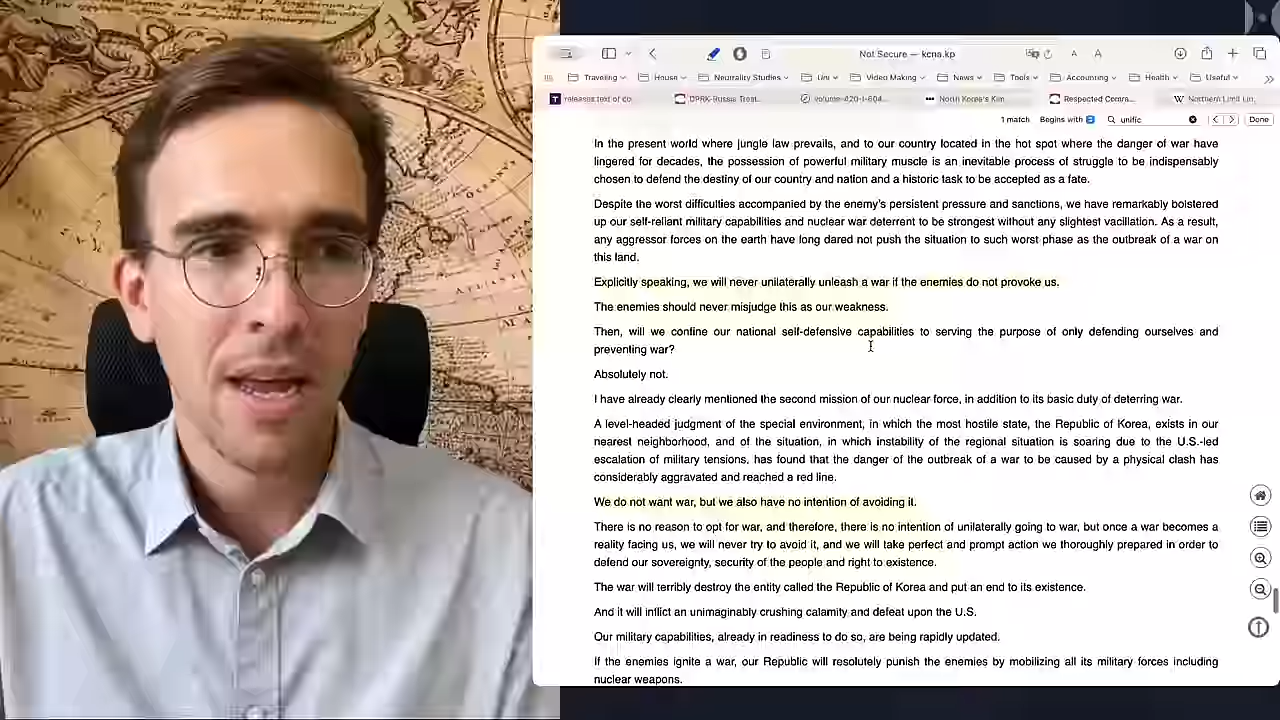 Not Secure — kcna.kp
A A
Traveling House Neurality Studies Uni Video Making News Tools Accounting Health Useful
releases text of co... DPRK-Russia Treat... volume-420-I-604... North Korea's Kim Respected Comra... W Northern Limit Lin...
1 match Begins with unific Done
In the present world where jungle law prevails, and to our country located in the hot spot where the danger of war have
lingered for decades, the possession of powerful military muscle is an inevitable process of struggle to be indispensably
chosen to defend the destiny of our country and nation and a historic task to be accepted as a fate.
Despite the worst difficulties accompanied by the enemy's persistent pressure and sanctions, we have remarkably bolstered
up our self-reliant military capabilities and nuclear war deterrent to be strongest without any slightest vacillation. As a result,
any aggressor forces on the earth have long dared not push the situation to such worst phase as the outbreak of a war on
this land.
Explicitly speaking, we will never unilaterally unleash a war if the enemies do not provoke us.
The enemies should never misjudge this as our weakness.
Then, will we confine our national self-defensive capabilities to serving the purpose of only defending ourselves and
preventing war?
Absolutely not.
I have already clearly mentioned the second mission of our nuclear force, in addition to its basic duty of deterring war.
A level-headed judgment of the special environment, in which the most hostile state, the Republic of Korea, exists in our
nearest neighborhood, and of the situation, in which instability of the regional situation is soaring due to the U.S.-led
escalation of military tensions, has found that the danger of the outbreak of a war to be caused by a physical clash has
considerably aggravated and reached a red line.
We do not want war, but we also have no intention of avoiding it.
There is no reason to opt for war, and therefore, there is no intention of unilaterally going to war, but once a war becomes a
reality facing us, we will never try to avoid it, and we will take perfect and prompt action we thoroughly prepared in order to
defend our sovereignty, security of the people and right to existence.
The war will terribly destroy the entity called the Republic of Korea and put an end to its existence.
And it will inflict an unimaginably crushing calamity and defeat upon the U.S.
Our military capabilities, already in readiness to do so, are being rapidly updated.
If the enemies ignite a war, our Republic will resolutely punish the enemies by mobilizing all its military forces including
nuclear weapons.